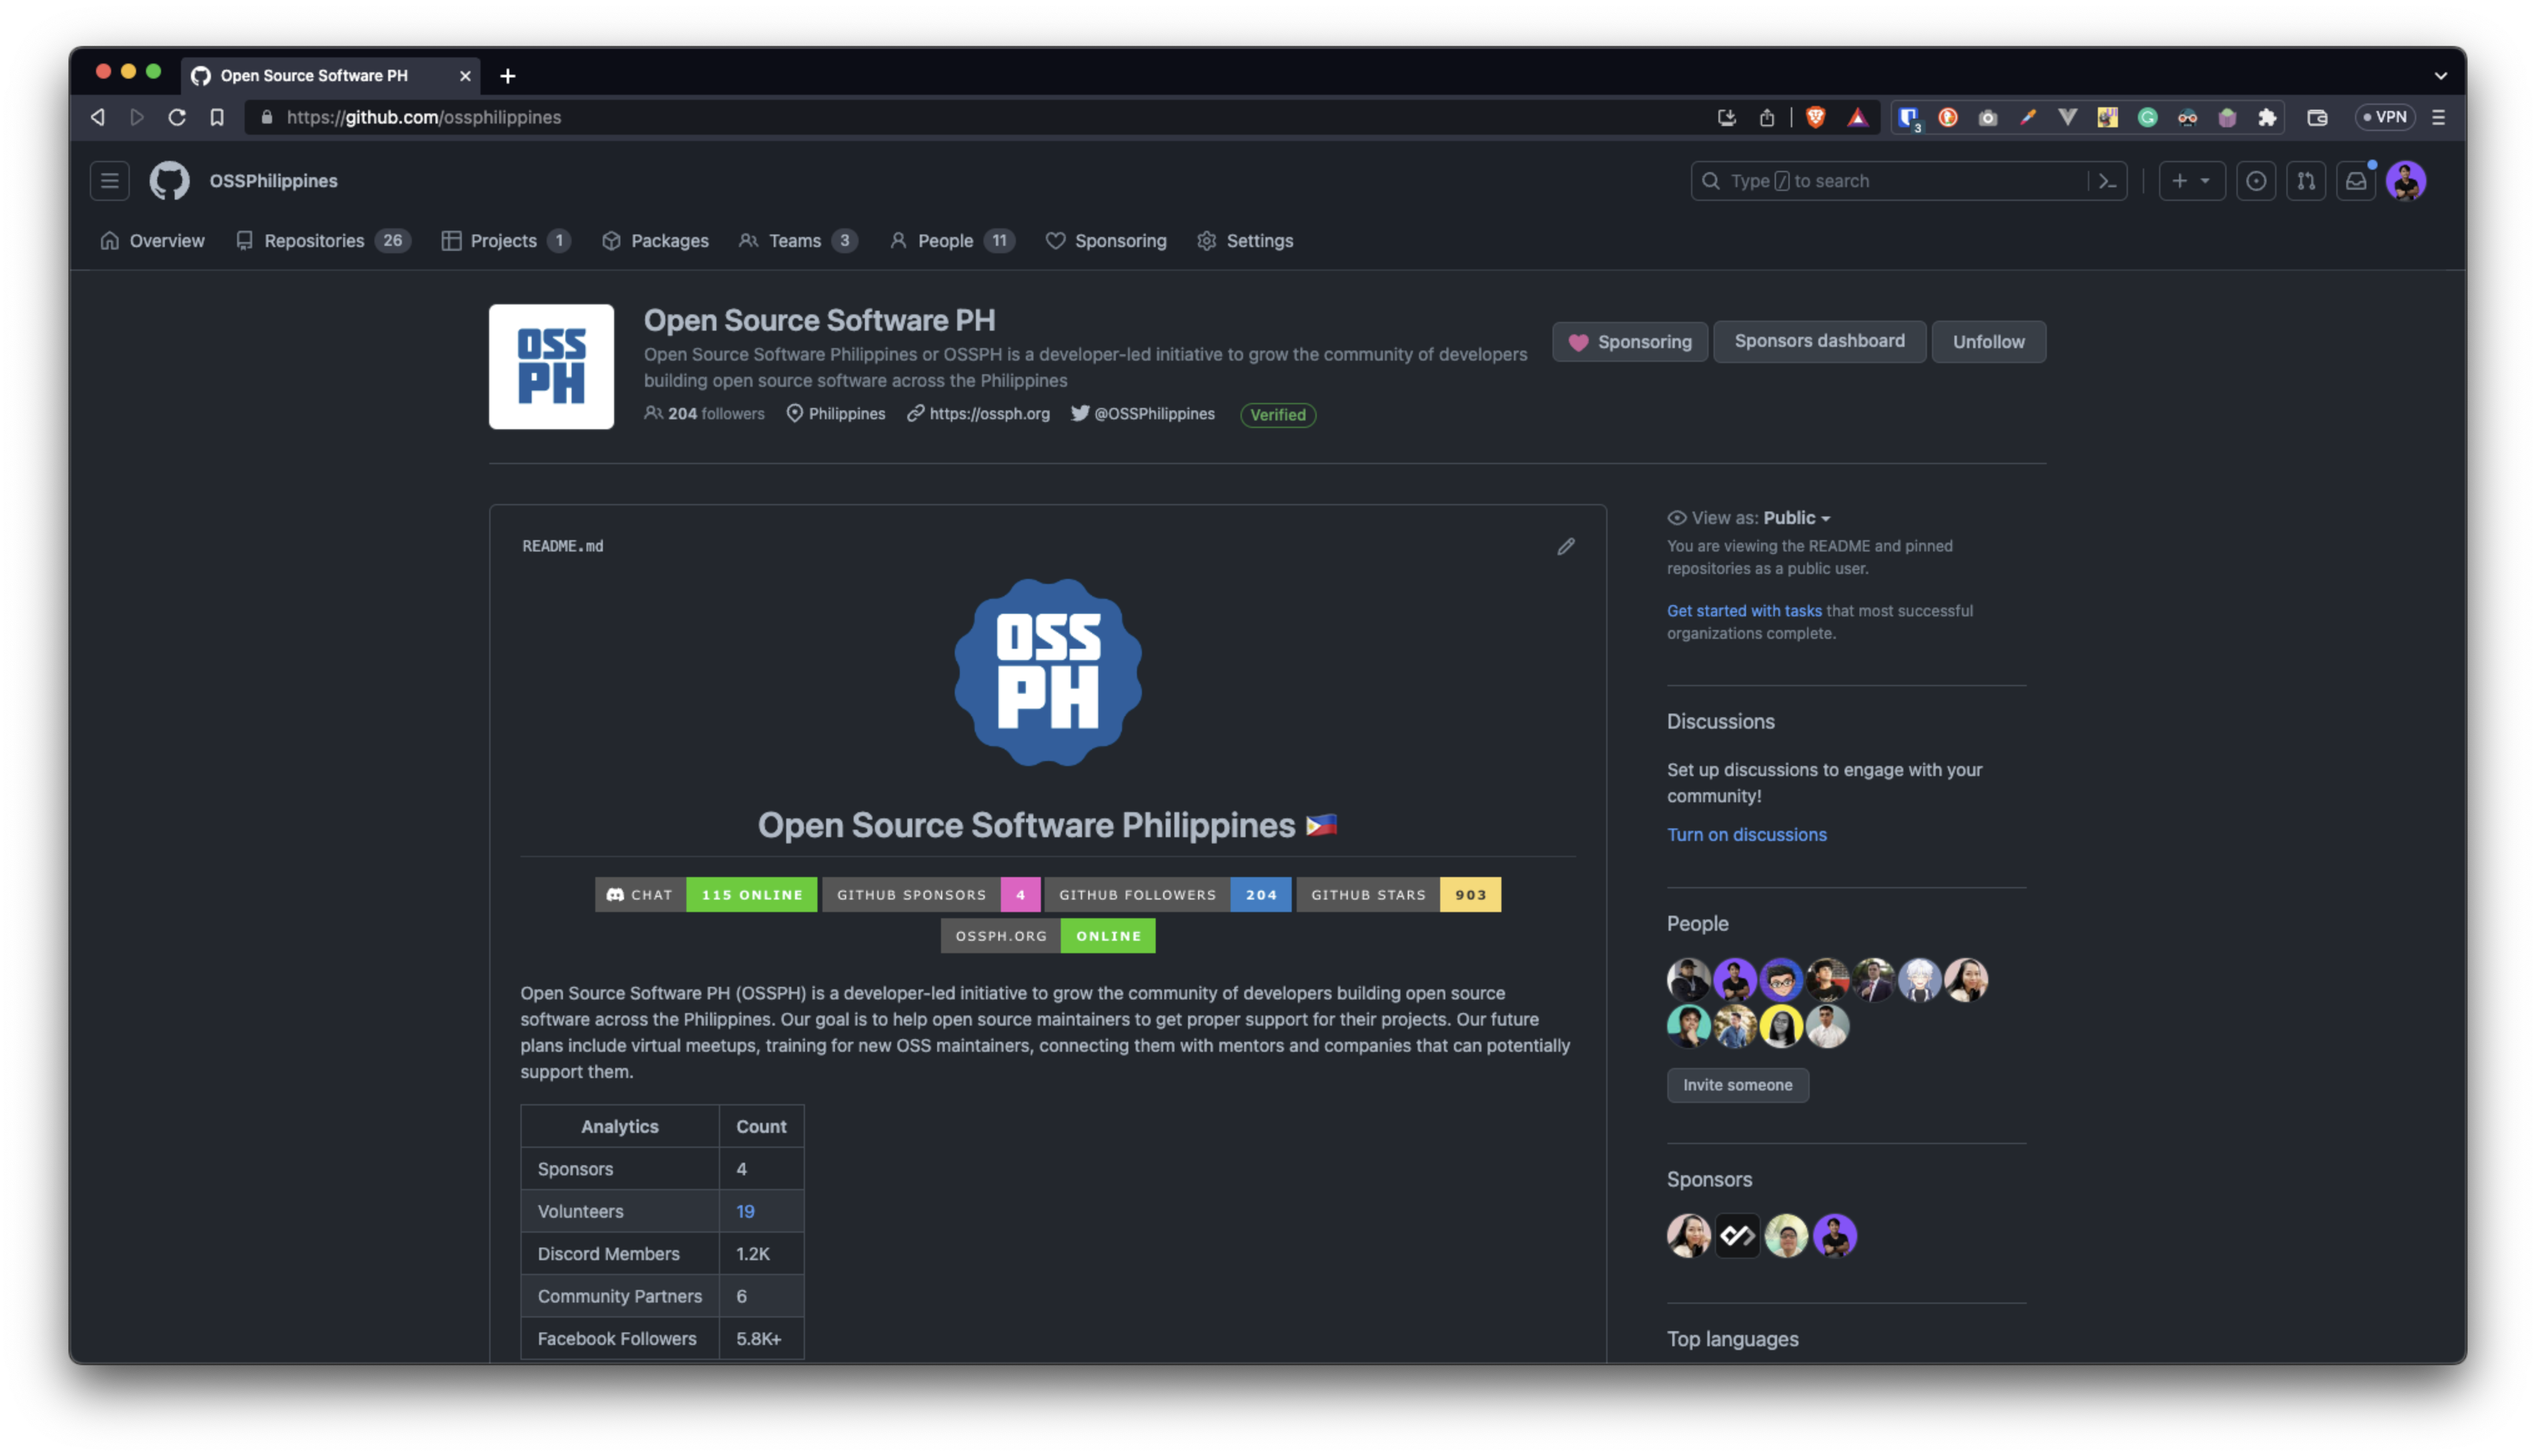 Open Source Software PH
https://github.com/ossphilippines
3
VPN
OSSPhilippines
Type / to search
Overview
Repositories 26
Projects 1
Packages
Teams 3
People 11
Sponsoring
Settings
OSS
PH
Open Source Software PH
Open Source Software Philippines or OSSPH is a developer-led initiative to grow the community of developers
building open source software across the Philippines
204 followers Philippines https://ossph.org @OSSPhilippines Verified
Sponsoring
Sponsors dashboard
Unfollow
README.md
OSS
PH
Open Source Software Philippines
CHAT 115 ONLINE GITHUB SPONSORS 4 GITHUB FOLLOWERS 204 GITHUB STARS 903
OSSPH.ORG ONLINE
Open Source Software PH (OSSPH) is a developer-led initiative to grow the community of developers building open source
software across the Philippines. Our goal is to help open source maintainers to get proper support for their projects. Our future
plans include virtual meetups, training for new OSS maintainers, connecting them with mentors and companies that can potentially
support them.
Analytics Count
Sponsors 4
Volunteers 19
Discord Members 1.2K
Community Partners 6
Facebook Followers 5.8K+
View as: Public
You are viewing the README and pinned
repositories as a public user.
Get started with tasks that most successful
organizations complete.
Discussions
Set up discussions to engage with your
community!
Turn on discussions
People
Invite someone
Sponsors
Top languages